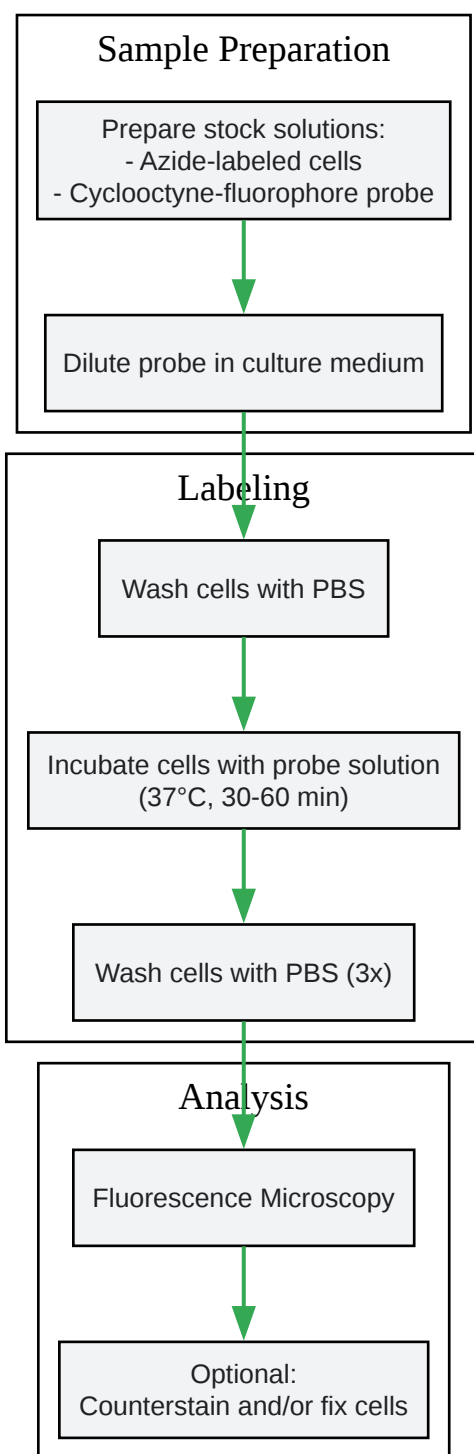 Sample Preparation
Prepare stock solutions:
- Azide-labeled cells
- Cyclooctyne-fluorophore probe
Dilute probe in culture medium
Labeling
Wash cells with PBS
Incubate cells with probe solution
(37°C, 30-60 min)
Wash cells with PBS (3x)
Analysis
Fluorescence Microscopy
Optional:
Counterstain and/or fix cells